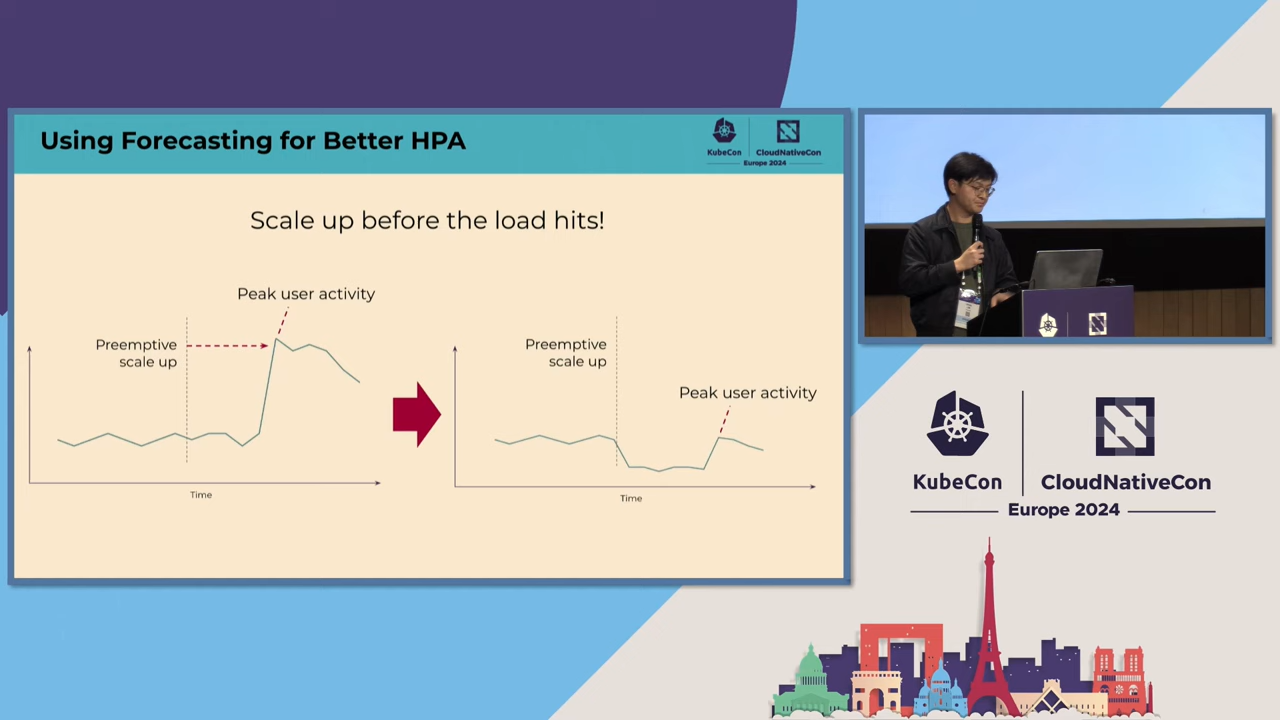 Using Forecasting for Better HPA
KubeCon
CloudNativeCon
Europe 2024
Scale up before the load hits!
Peak user activity
Preemptive
scale up
Time
Preemptive
scale up
Peak user activity
Time
KubeCon
CloudNativeCon
Europe 2024